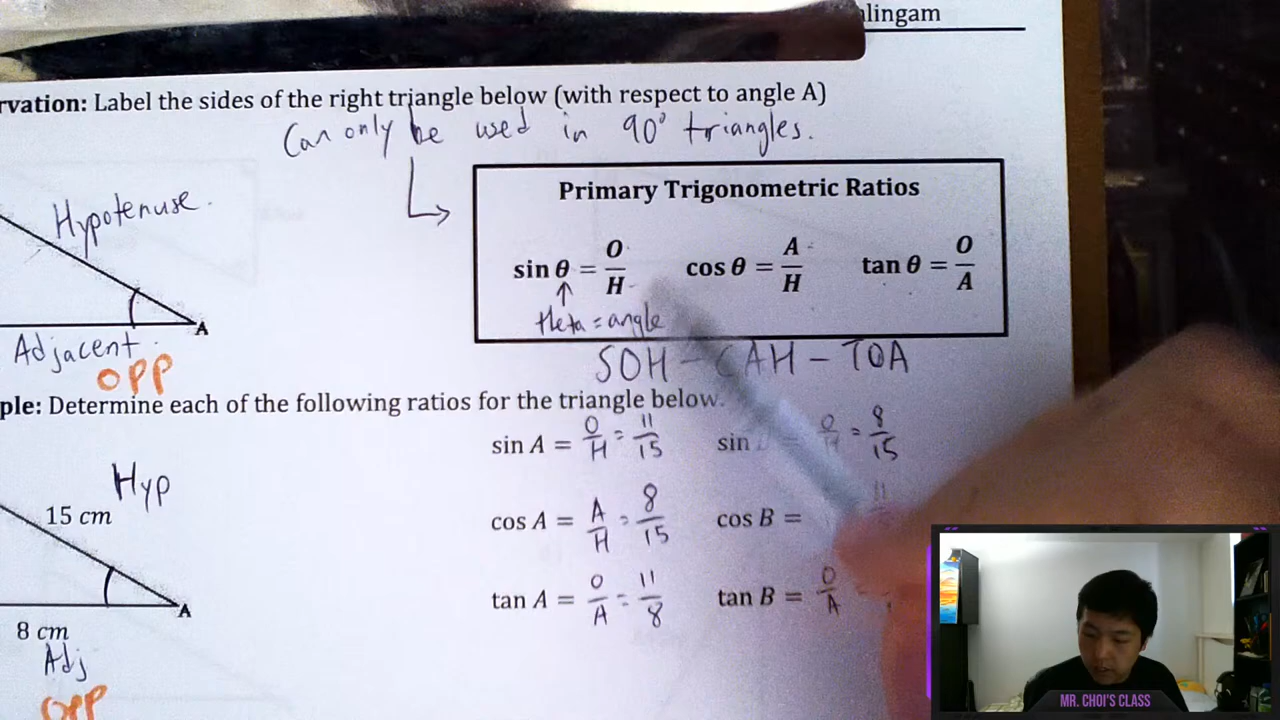 lingam
rvation: Label the sides of the right triangle below (with respect to angle A)
Can only be used in 90° triangles.
Hypotenuse.
A
Adjacent
OPP
Primary Trigonometric Ratios
sin θ = O/H cos θ = A/H tan θ = O/A
theta = angle
SOH - CAH - TOA
ple: Determine each of the following ratios for the triangle below.
Hyp
15 cm
A
8 cm
Adj
OPP
sin A = O/H = 11/15 sin = 8/15
cos A = A/H = 8/15 cos B = 11
tan A = O/A = 11/8 tan B = O/A
MR. CHOI'S CLASS